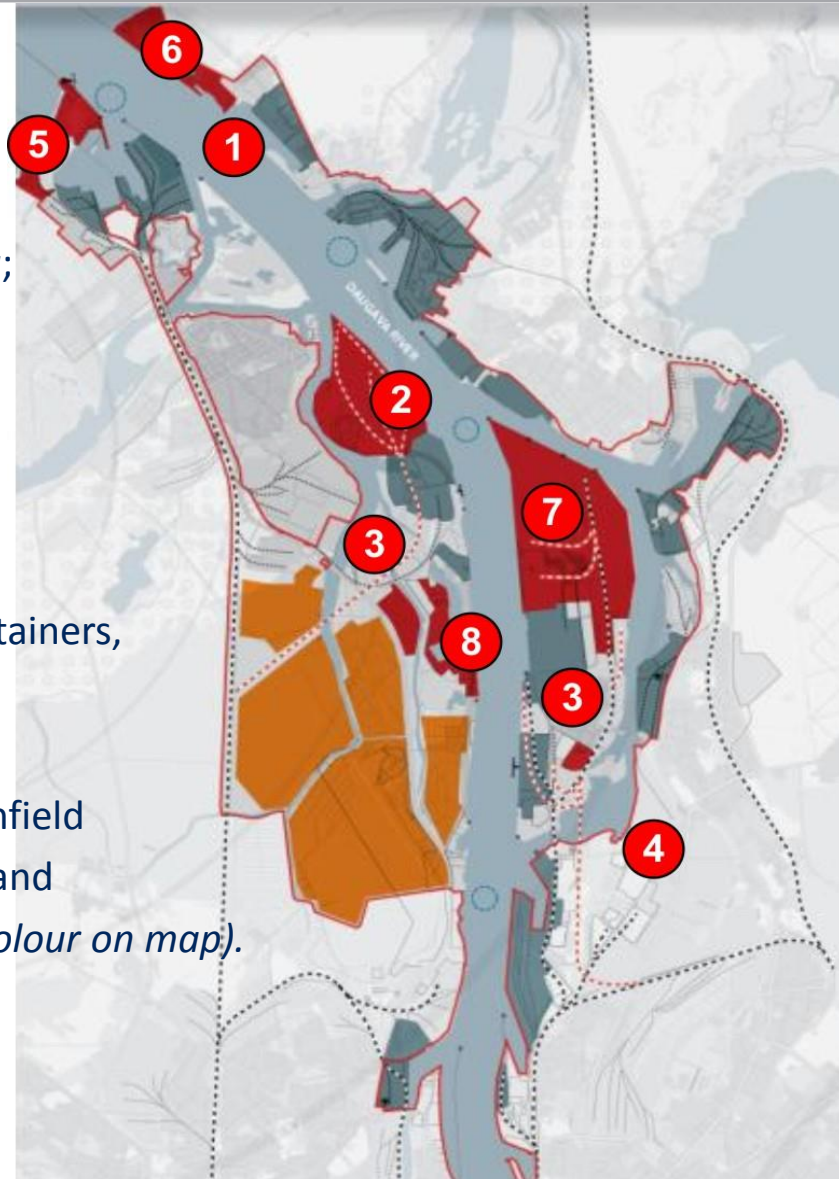 6
1
5
;
DAUGAVA RIVER
2
7
3
tainers,
8
3
nfield
4
and
olour on map).